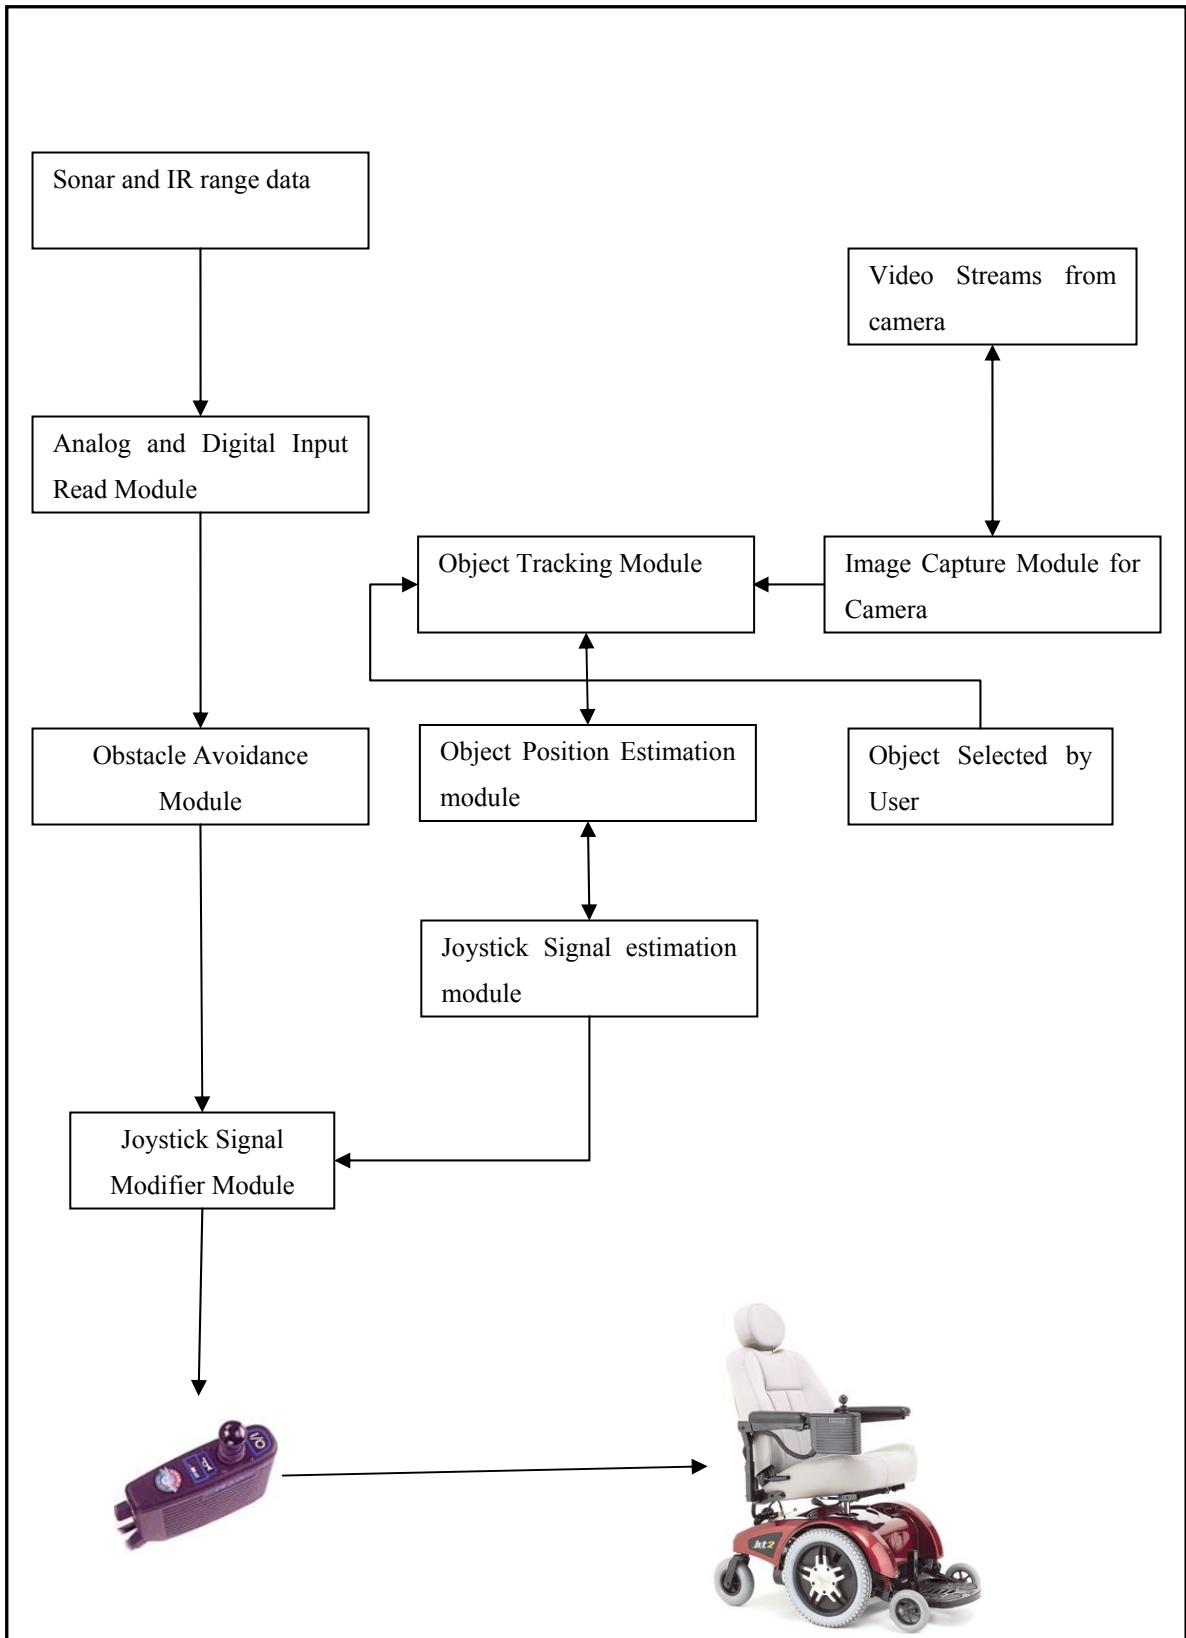 Sonar and IR range data
Video Streams from
camera
Analog and Digital Input
Read Module
Object Tracking Module
Image Capture Module for
Camera
Obstacle Avoidance
Module
Object Position Estimation
module
Object Selected by
User
Joystick Signal estimation
module
Joystick Signal
Modifier Module
I/O
Jet 2